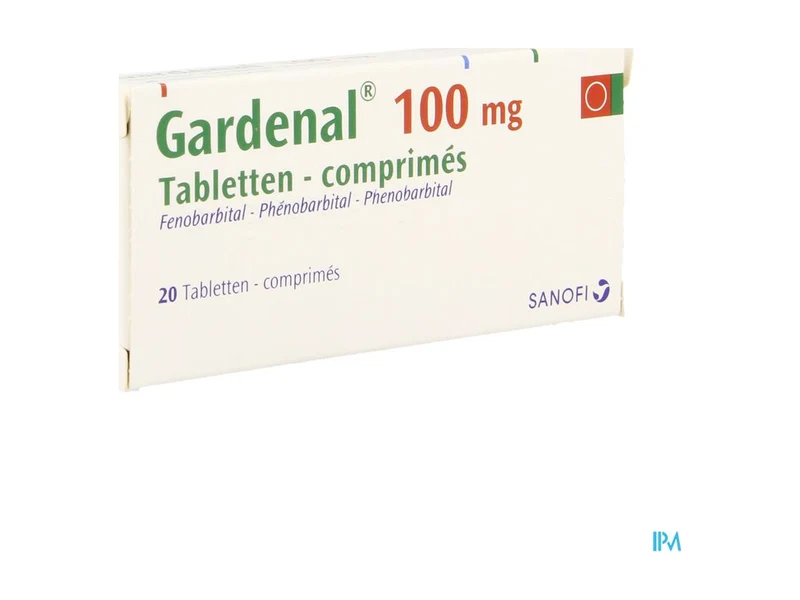 Gardenal® 100 mg
Tabletten - comprimés
Fenobarbital - Phénobarbital - Phenobarbital
20 Tabletten - comprimés
SANOFI
IPM